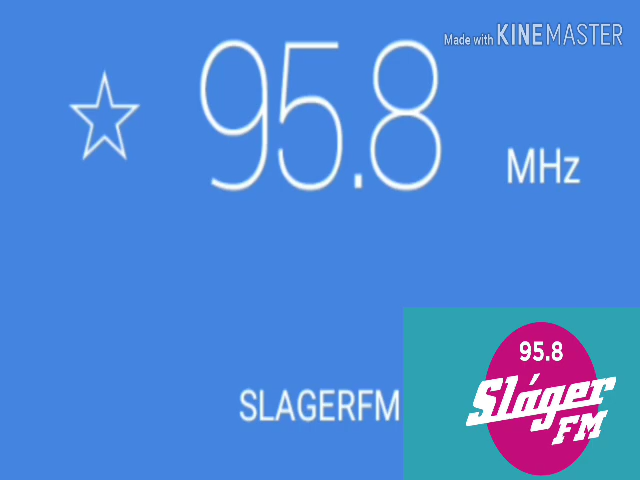 Made with KINEMASTER
95.8 MHz
SLAGERFM
95.8
Sláger
FM